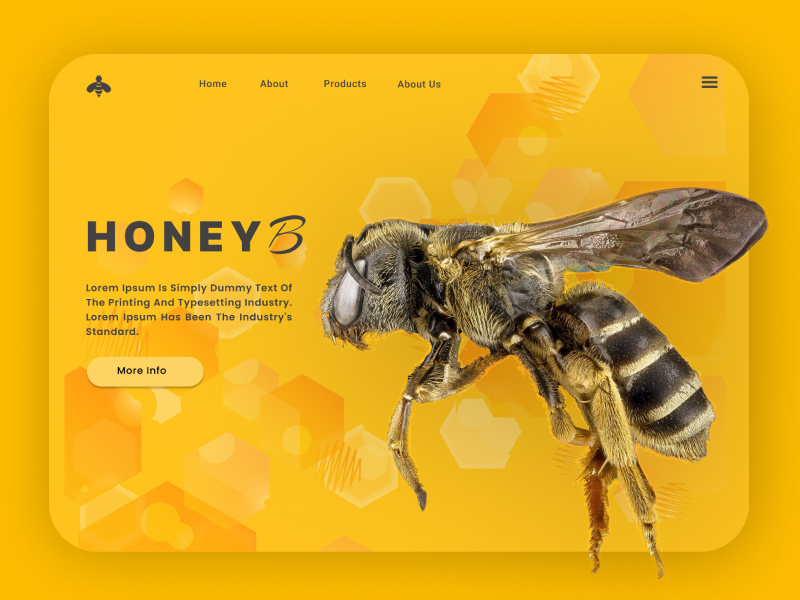 Home About Products About Us
HONEYB
Lorem Ipsum Is Simply Dummy Text Of
The Printing And Typesetting Industry.
Lorem Ipsum Has Been The Industry's
Standard.
More Info